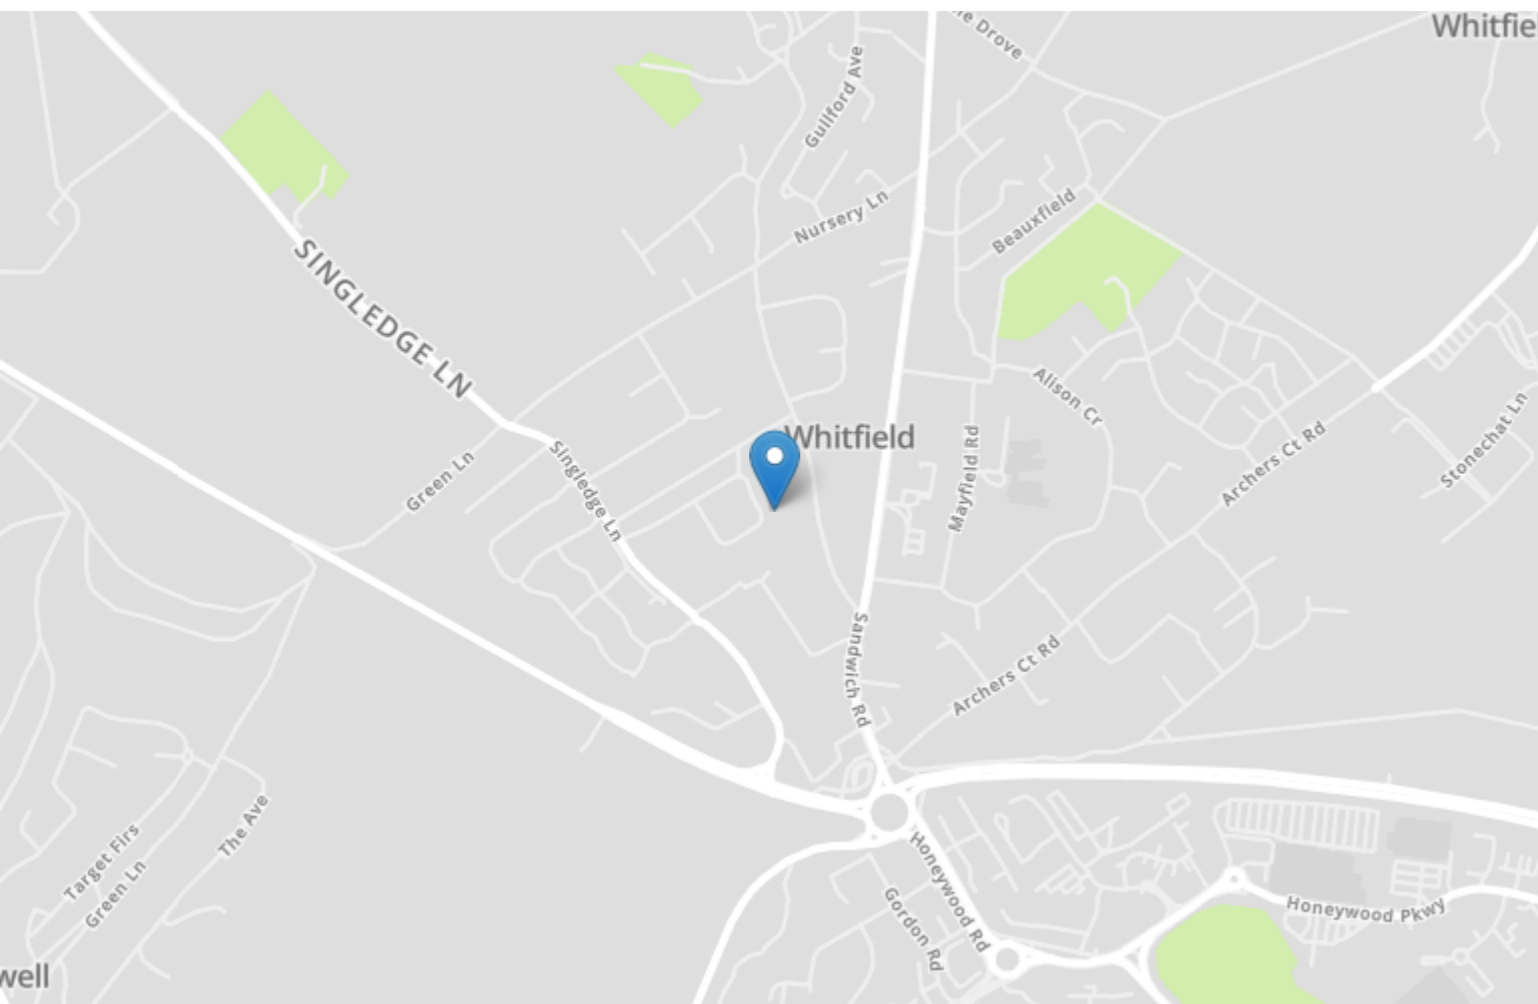 ne Drove
Whitfie
Guilford Ave
Nursery Ln
Beauxfield
SINGLEDGE LN
Alison Cr
Whitfield
Mayfield Rd
Archers Ct Rd
Stonechat Ln
Green Ln
Singledge Ln
Sandwich Rd
Archers Ct Rd
The Ave
Target Firs
Green Ln
Honeywood Rd
Gordon Rd
Honeywood Pkwy
well